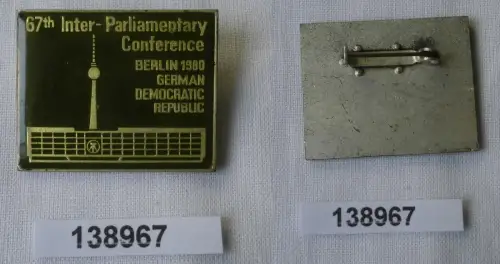 67th Inter-Parliamentary
Conference
BERLIN 1980
GERMAN
DEMOCRATIC
REPUBLIC
138967
138967